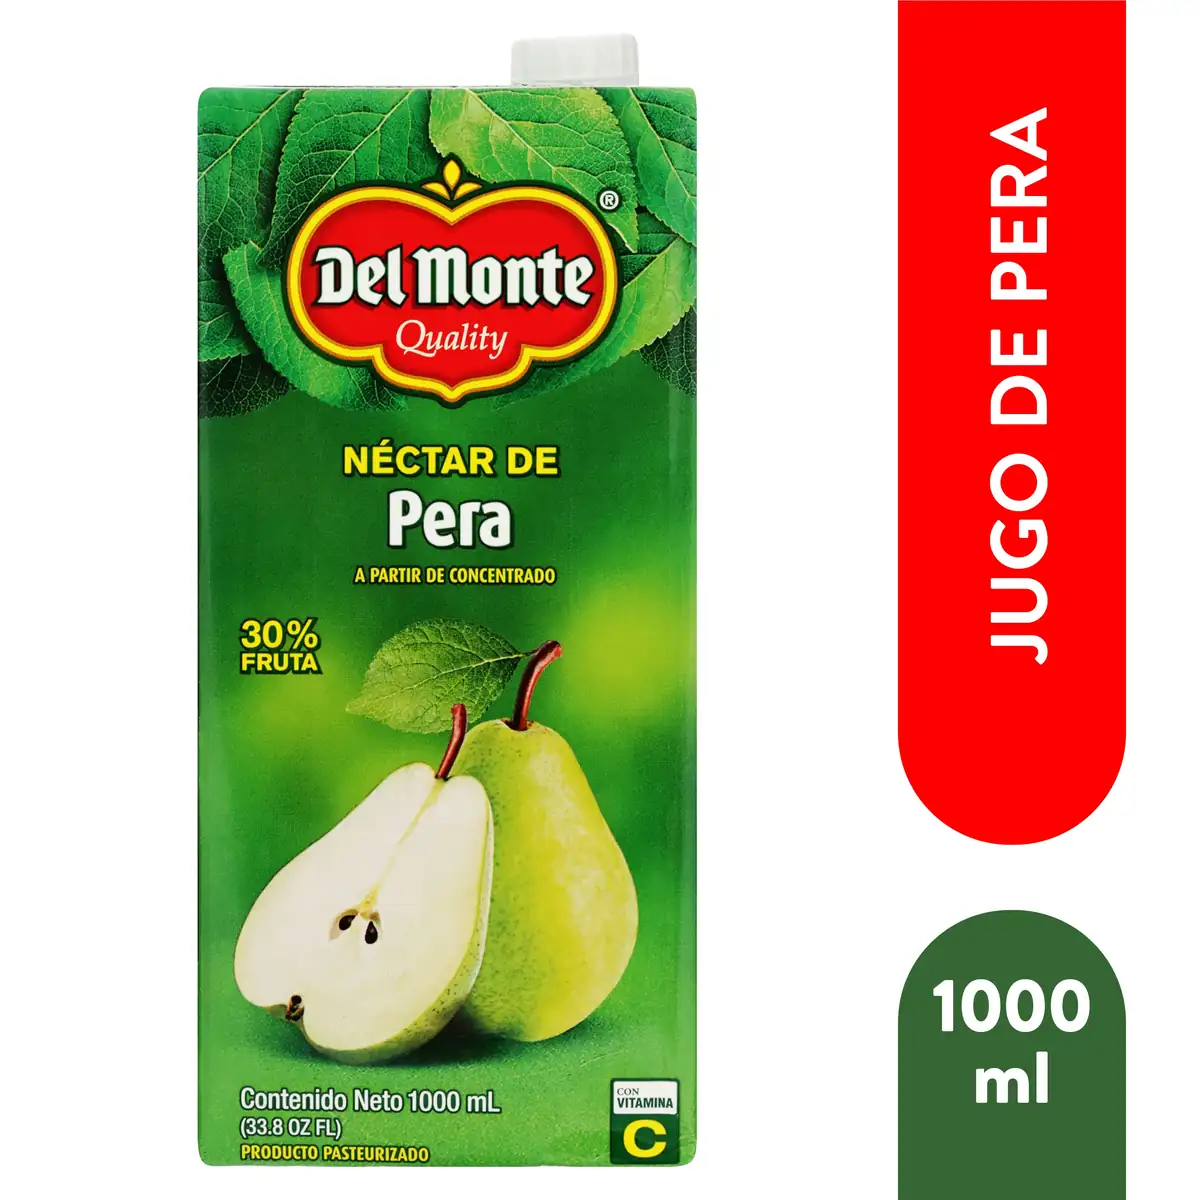 Del Monte
®
Quality
NÉCTAR DE
Pera
A PARTIR DE CONCENTRADO
30%
FRUTA
Contenido Neto 1000 mL
(33.8 OZ FL)
PRODUCTO PASTEURIZADO
CON
VITAMINA
C
JUGO DE PERA
1000
ml